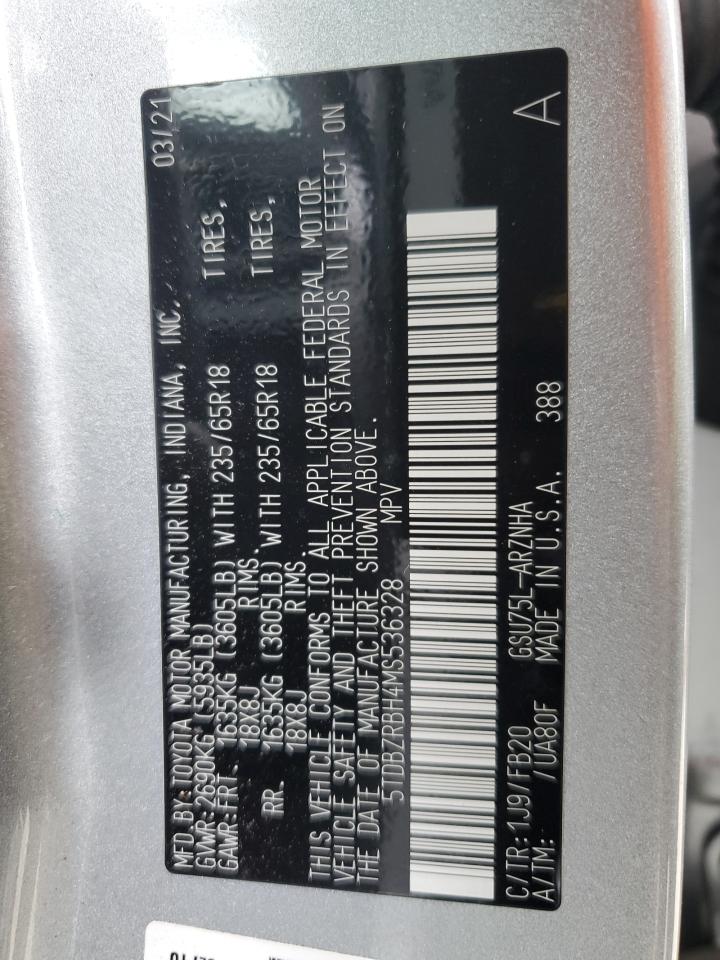 MFD BY: TOYOTA MOTOR MANUFACTURING, INDIANA, INC. 03/21
GVWR: 2690KG (5935LB)
GAWR: FRT. 1635KG (3605LB) WITH 235/65R18 TIRES,
18X8J RIMS.
RR. 1635KG (3605LB) WITH 235/65R18 TIRES,
18X8J RIMS.
THIS VEHICLE CONFORMS TO ALL APPLICABLE FEDERAL MOTOR
VEHICLE SAFETY AND THEFT PREVENTION STANDARDS IN EFFECT ON
THE DATE OF MANUFACTURE SHOWN ABOVE.
5TDBZRBH4MS536328 MPV
C/TR: 1J9/FB20 GSU75L-ARZNHA
A/TM: /UA80F MADE IN U.S.A. 388 A